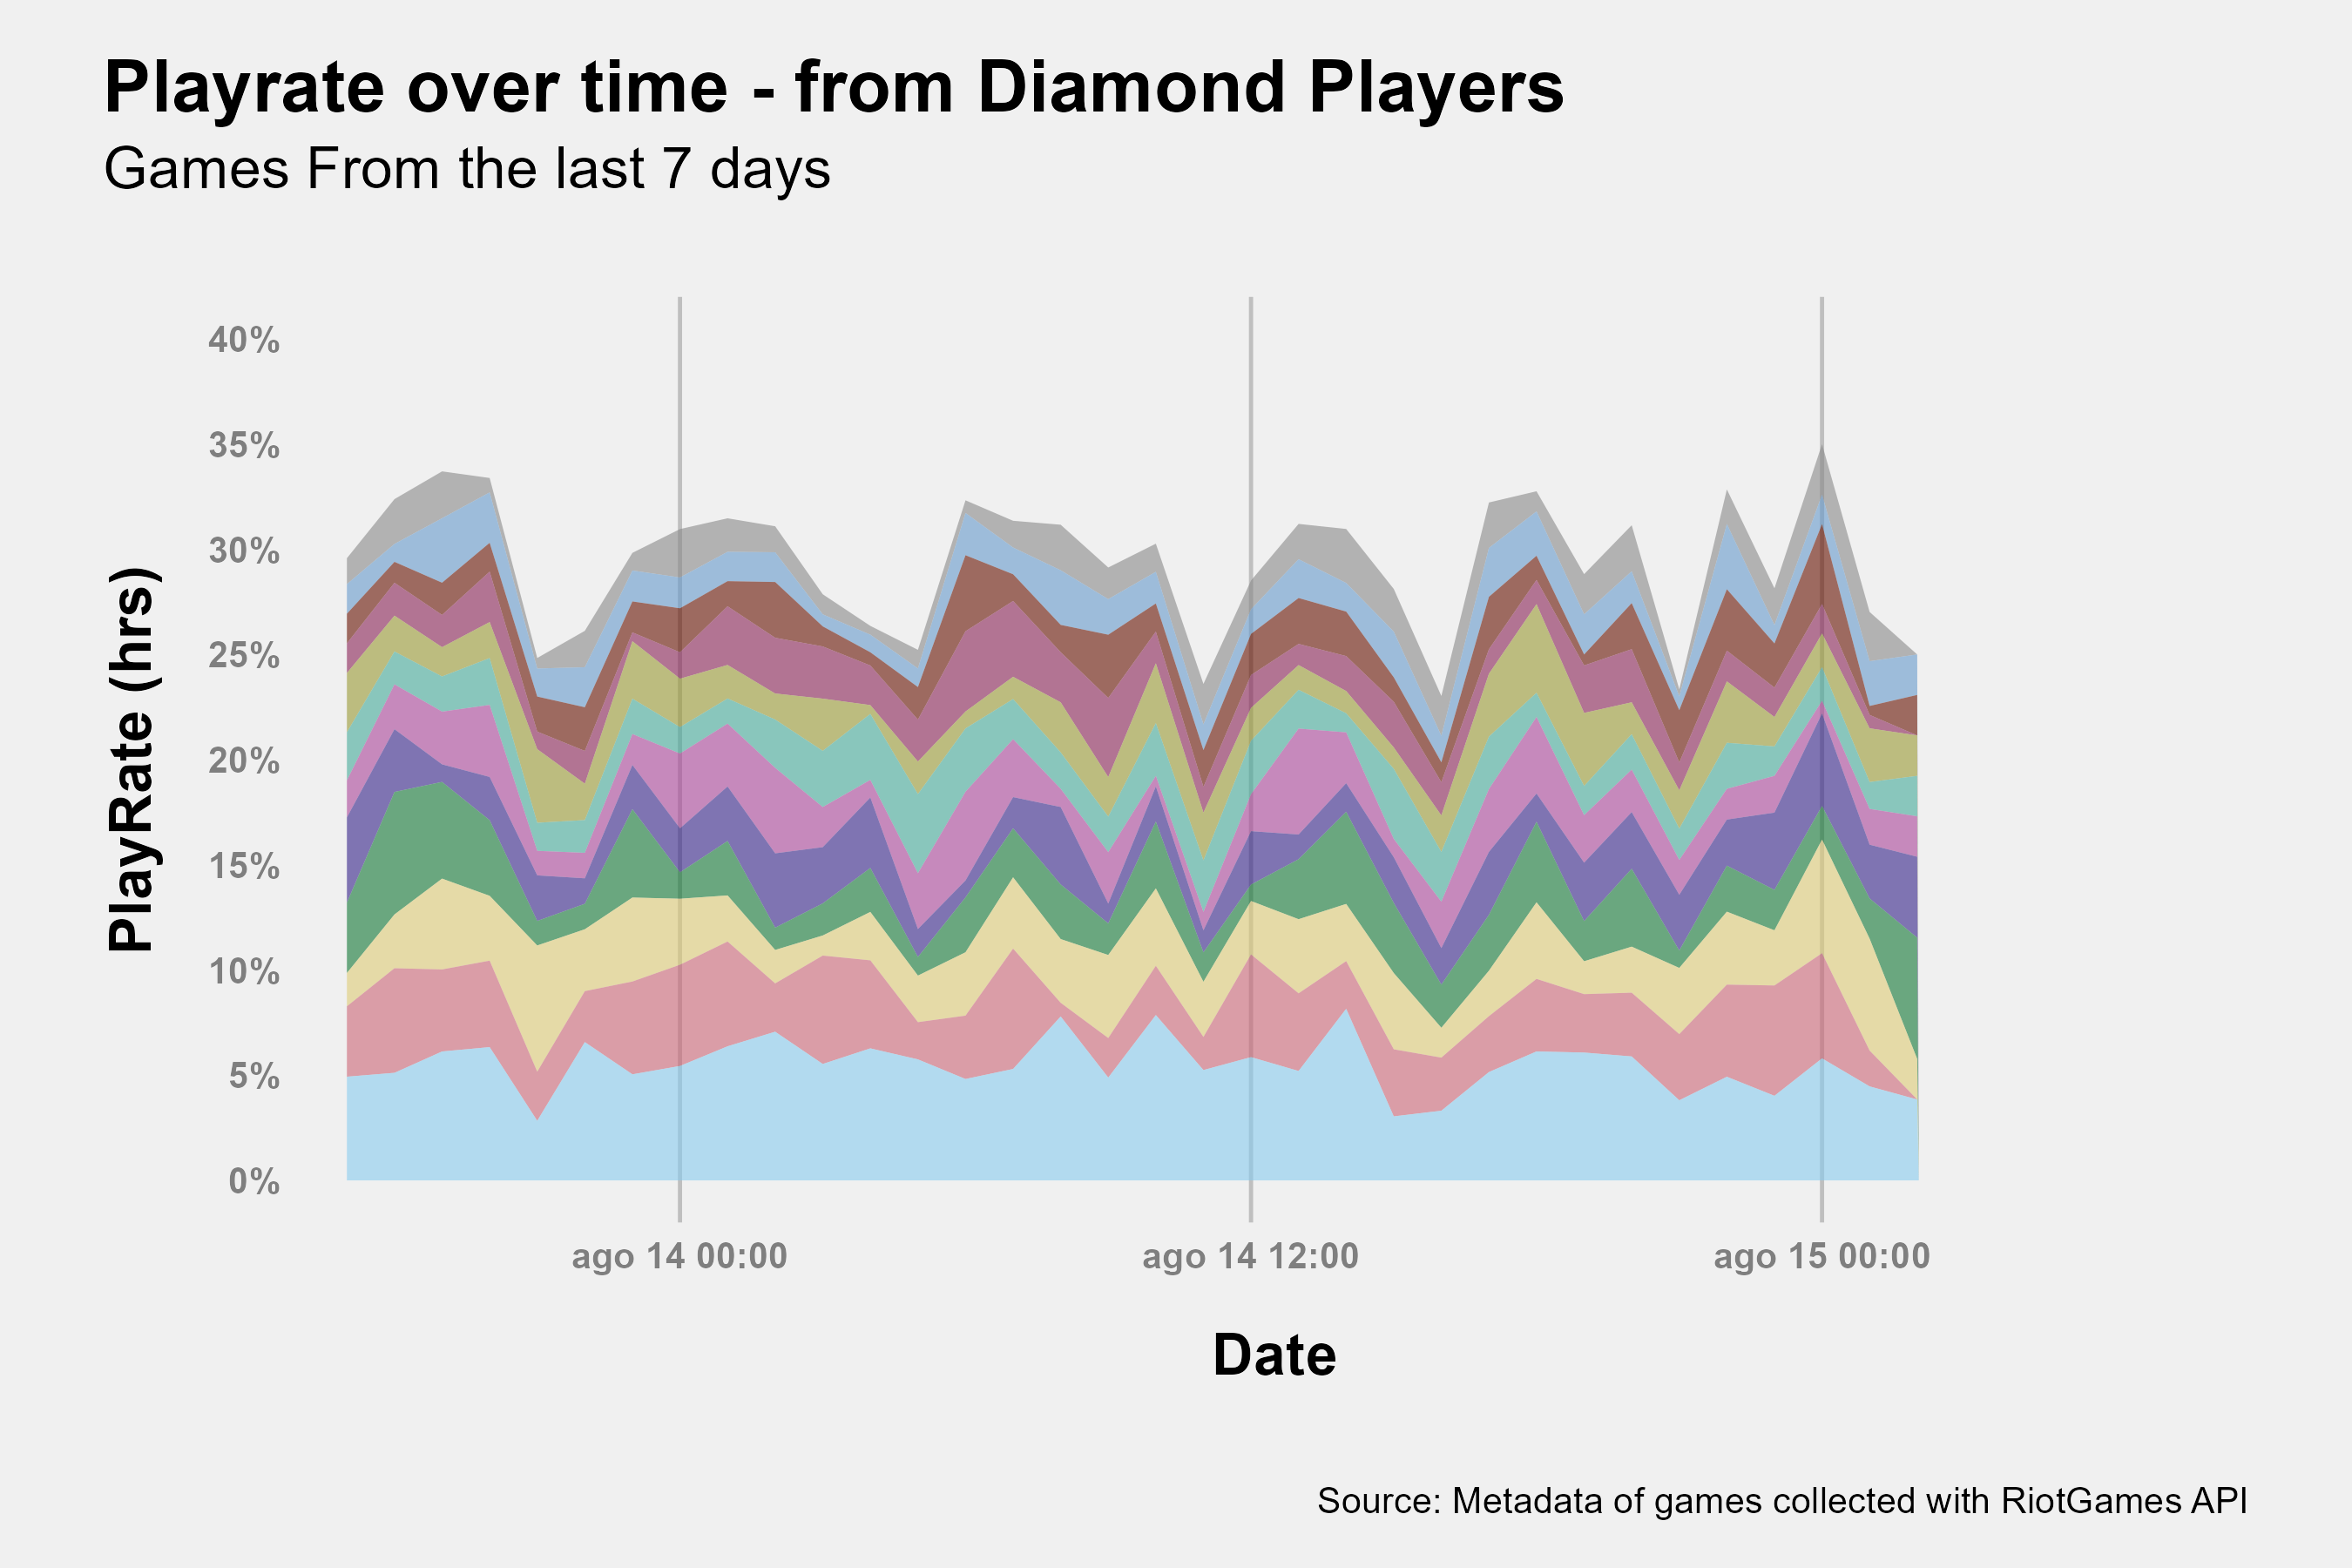 Playrate over time - from Diamond Players
Games From the last 7 days
40%
35%
30%
25%
20%
15%
10%
5%
0%
PlayRate (hrs)
ago 14 00:00
ago 14 12:00
ago 15 00:00
Date
Source: Metadata of games collected with RiotGames API